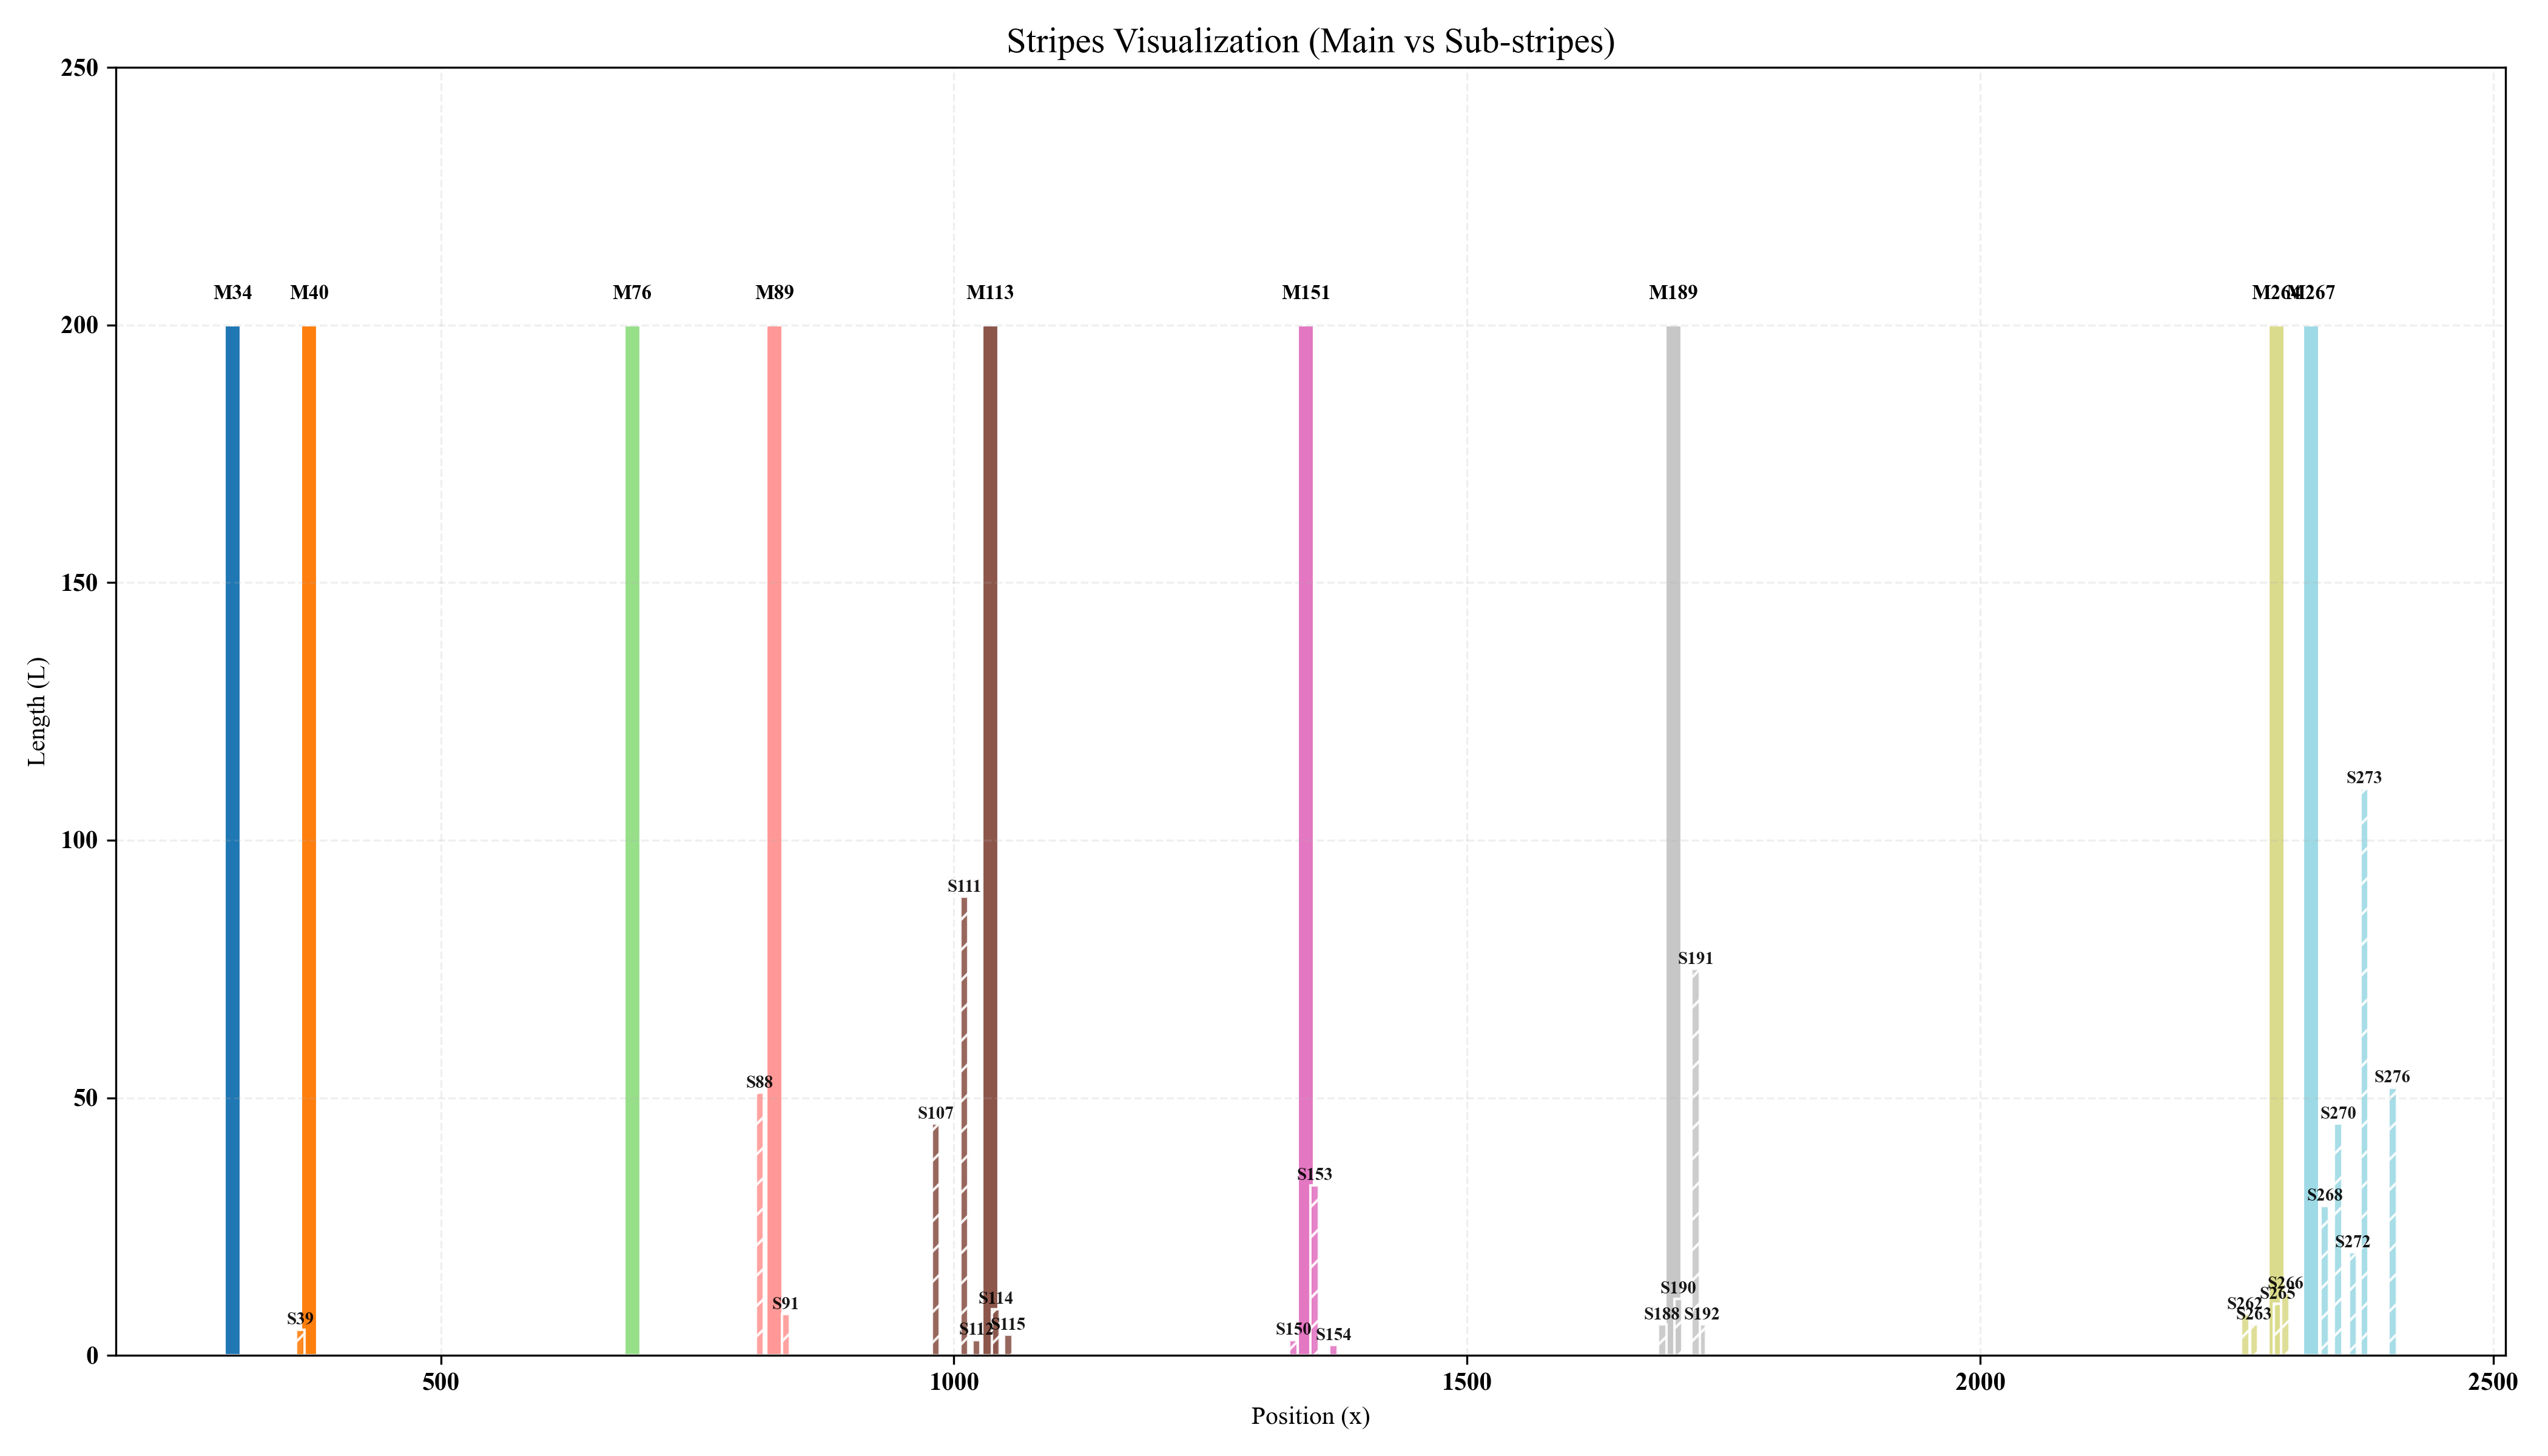 Stripes Visualization (Main vs Sub-stripes)
250
200
150
100
50
0
Length (L)
M34
M40
M76
M89
M113
M151
M189
M264
M267
S273
S111
S191
S88
S276
S107
S270
S153
S268
S272
S39
S91
S114
S112
S115
S150
S154
S190
S188
S192
S266
S265
S262
S263
500
1000
1500
2000
2500
Position (x)